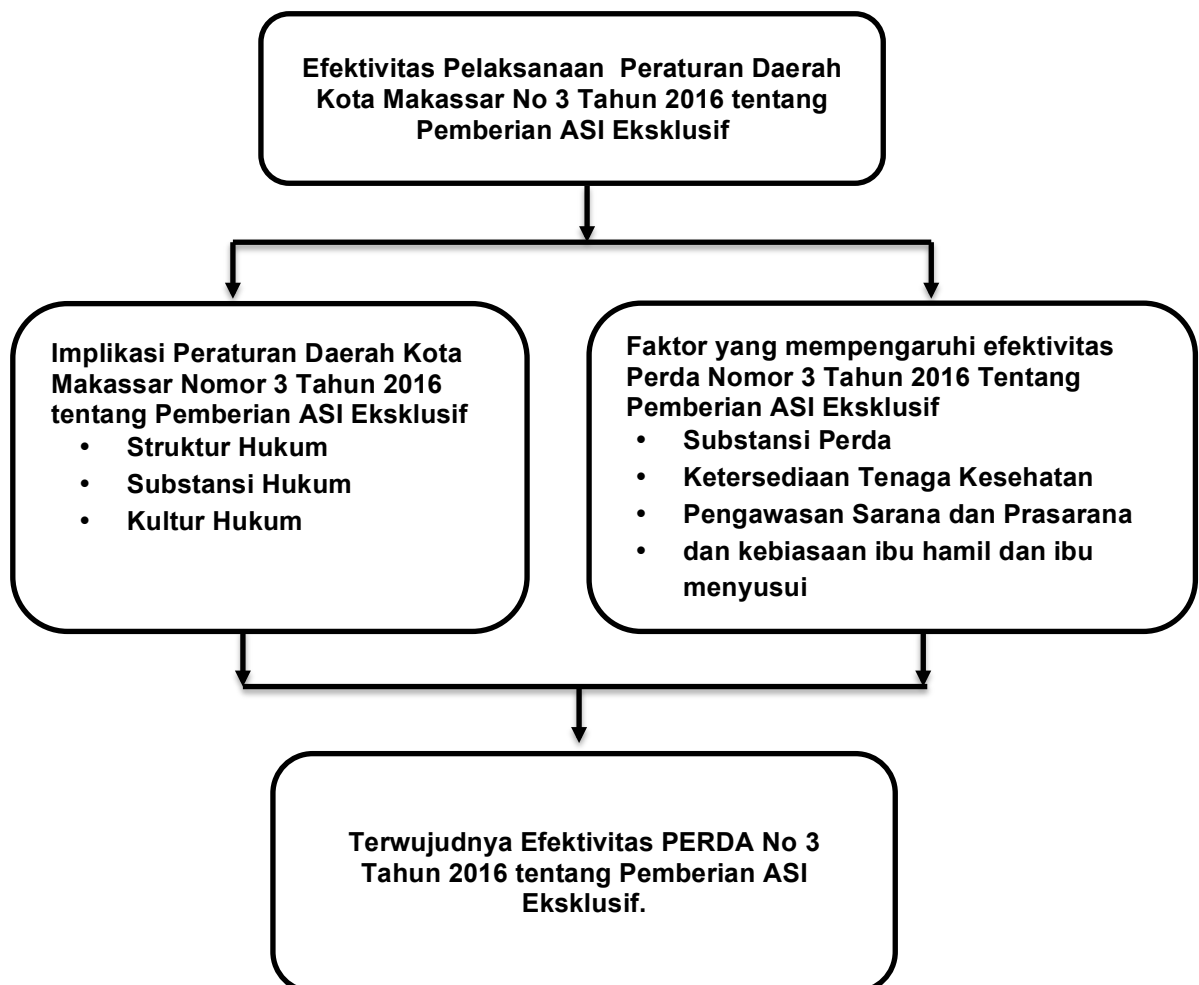 Efektivitas Pelaksanaan Peraturan Daerah
Kota Makassar No 3 Tahun 2016 tentang
Pemberian ASI Eksklusif
Implikasi Peraturan Daerah Kota
Makassar Nomor 3 Tahun 2016
tentang Pemberian ASI Eksklusif
• Struktur Hukum
• Substansi Hukum
• Kultur Hukum
Faktor yang mempengaruhi efektivitas
Perda Nomor 3 Tahun 2016 Tentang
Pemberian ASI Eksklusif
• Substansi Perda
• Ketersediaan Tenaga Kesehatan
• Pengawasan Sarana dan Prasarana
• dan kebiasaan ibu hamil dan ibu
menyusui
Terwujudnya Efektivitas PERDA No 3
Tahun 2016 tentang Pemberian ASI
Eksklusif.